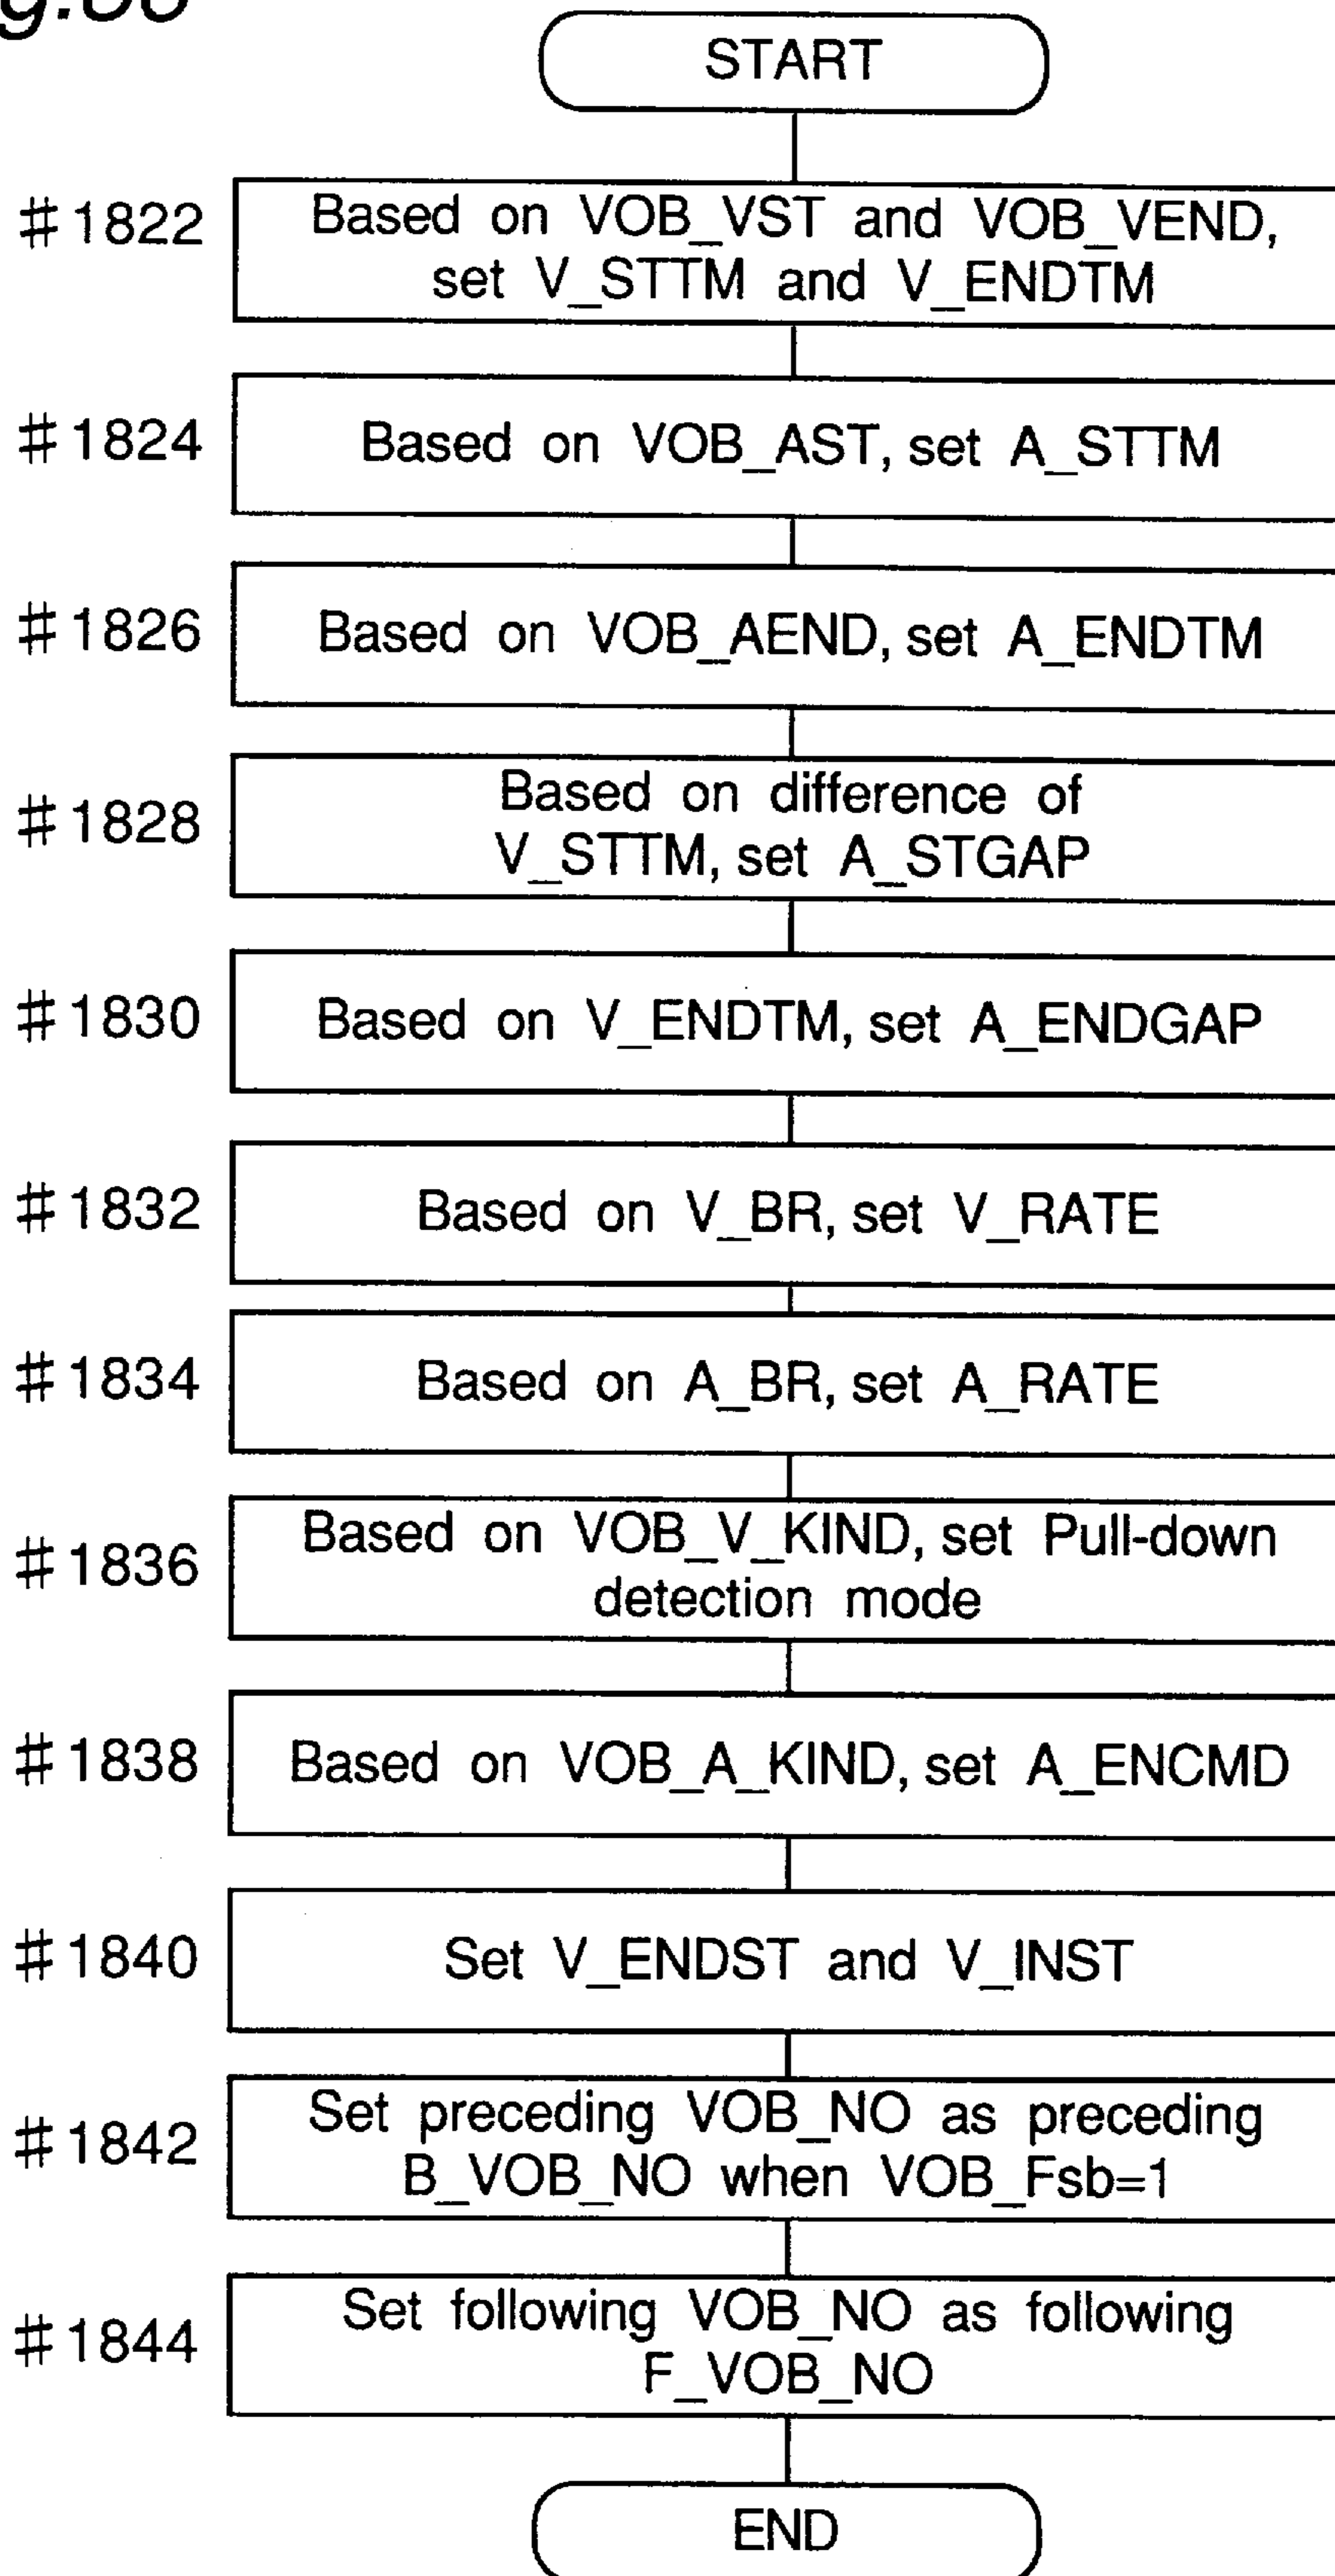 START
#1822
Based on VOB_VST and VOB_VEND,
set V_STTM and V_ENDTM
#1824
Based on VOB_AST, set A_STTM
#1826
Based on VOB_AEND, set A_ENDTM
#1828
Based on difference of
V_STTM, set A_STGAP
#1830
Based on V_ENDTM, set A_ENDGAP
#1832
Based on V_BR, set V_RATE
#1834
Based on A_BR, set A_RATE
#1836
Based on VOB_V_KIND, set Pull-down
detection mode
#1838
Based on VOB_A_KIND, set A_ENCMD
#1840
Set V_ENDST and V_INST
#1842
Set preceding VOB_NO as preceding
B_VOB_NO when VOB_Fsb=1
#1844
Set following VOB_NO as following
F_VOB_NO
END